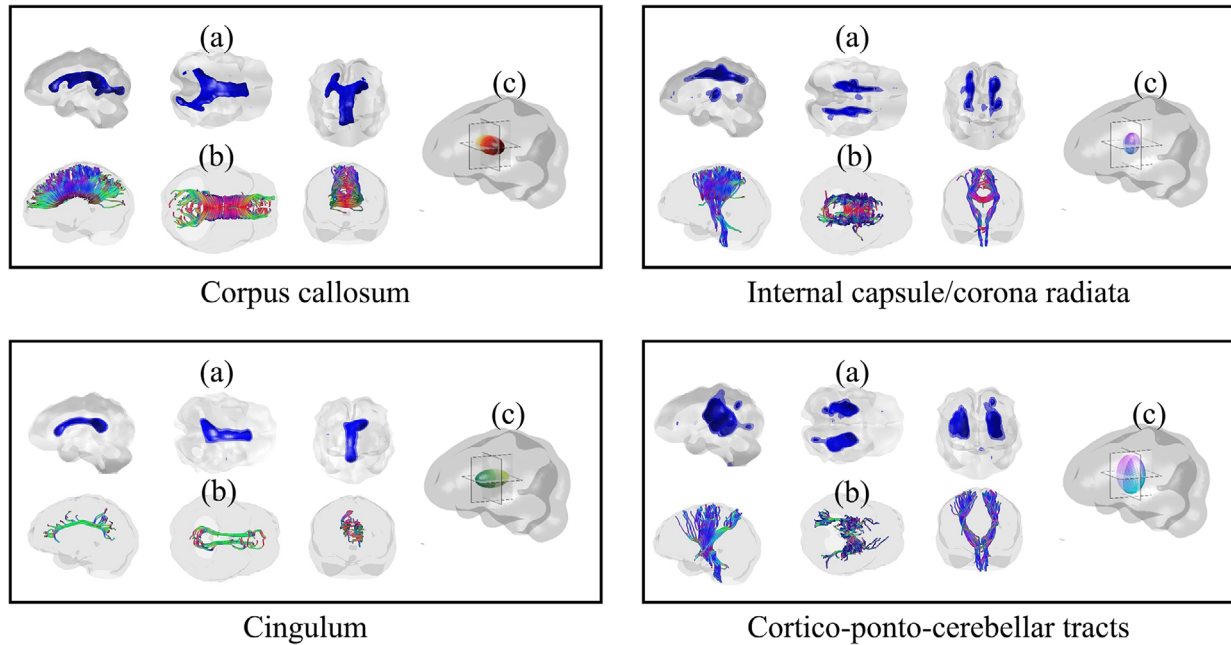 (a)
(b)
(c)
Corpus callosum
(a)
(b)
(c)
Internal capsule/corona radiata
(a)
(b)
(c)
Cingulum
(a)
(b)
(c)
Cortico-ponto-cerebellar tracts